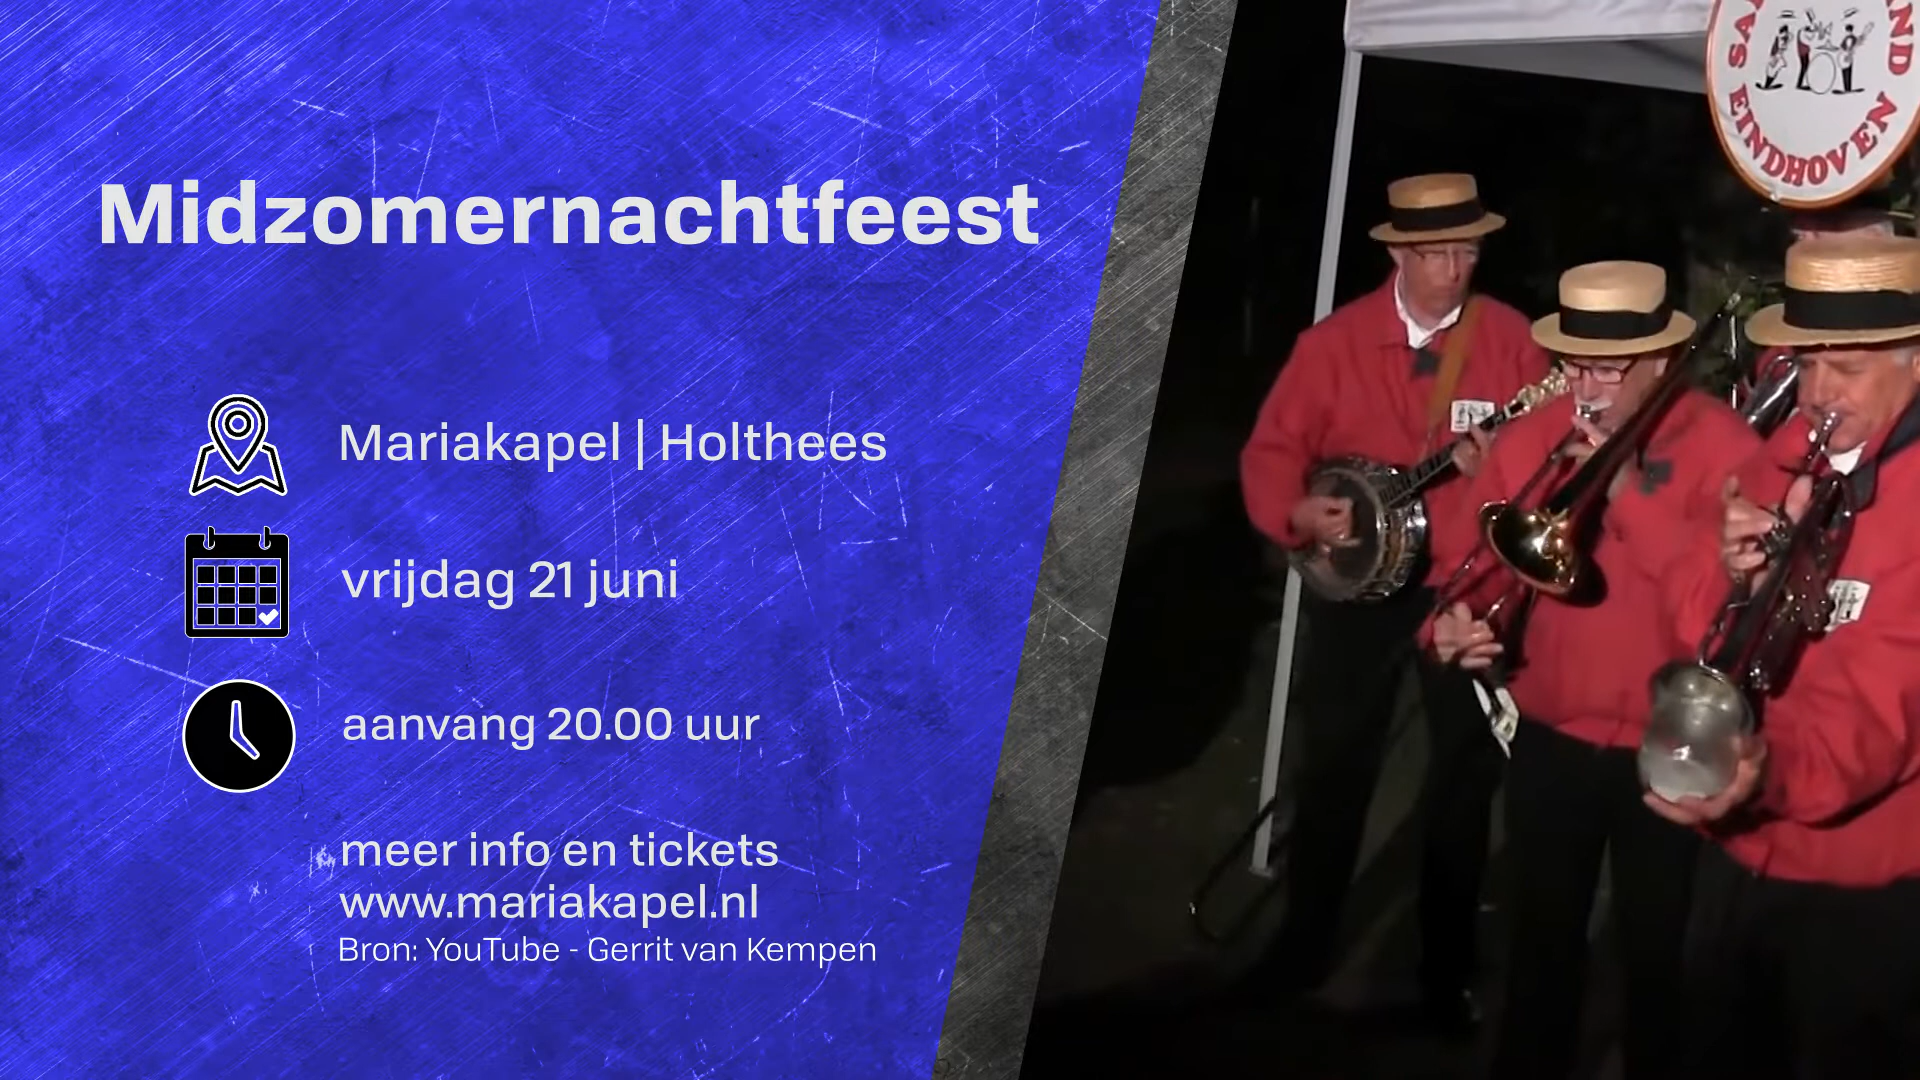 Midzomernachtfeest
Mariakapel | Holthees
vrijdag 21 juni
aanvang 20.00 uur
meer info en tickets
www.mariakapel.nl
Bron: YouTube - Gerrit van Kempen
EINDHOVEN